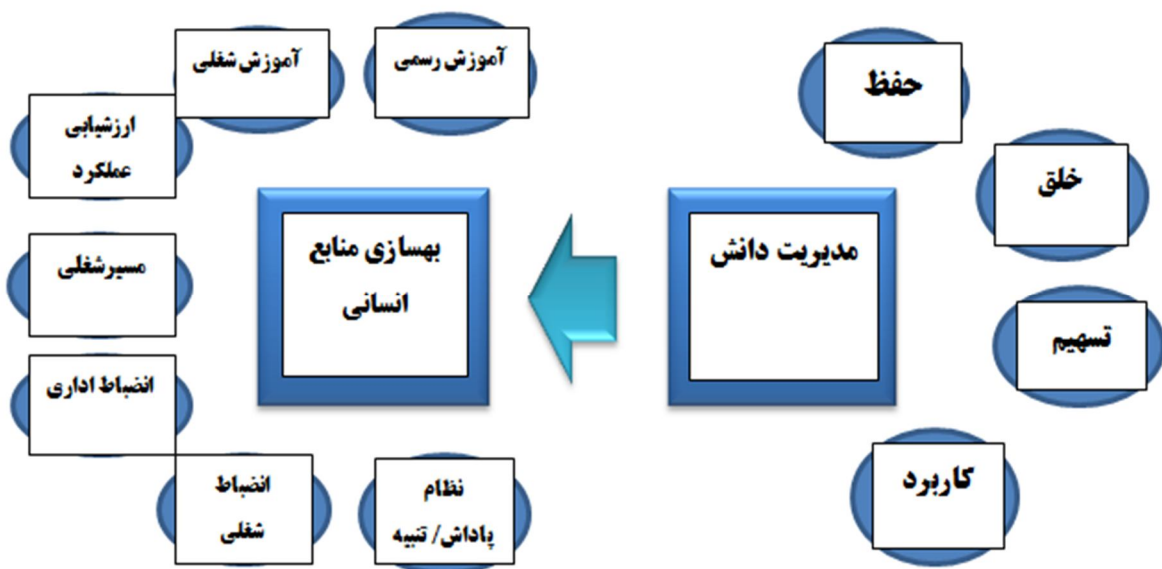 حفظ
خلق
تسهیم
کاربرد
مدیریت دانش
بهسازی منابع
انسانی
آموزش رسمی
آموزش شغلی
ارزشیابی
عملکرد
مسیرشغلی
انضباط اداری
انضباط
شغلی
نظام
پاداش/ تنبیه